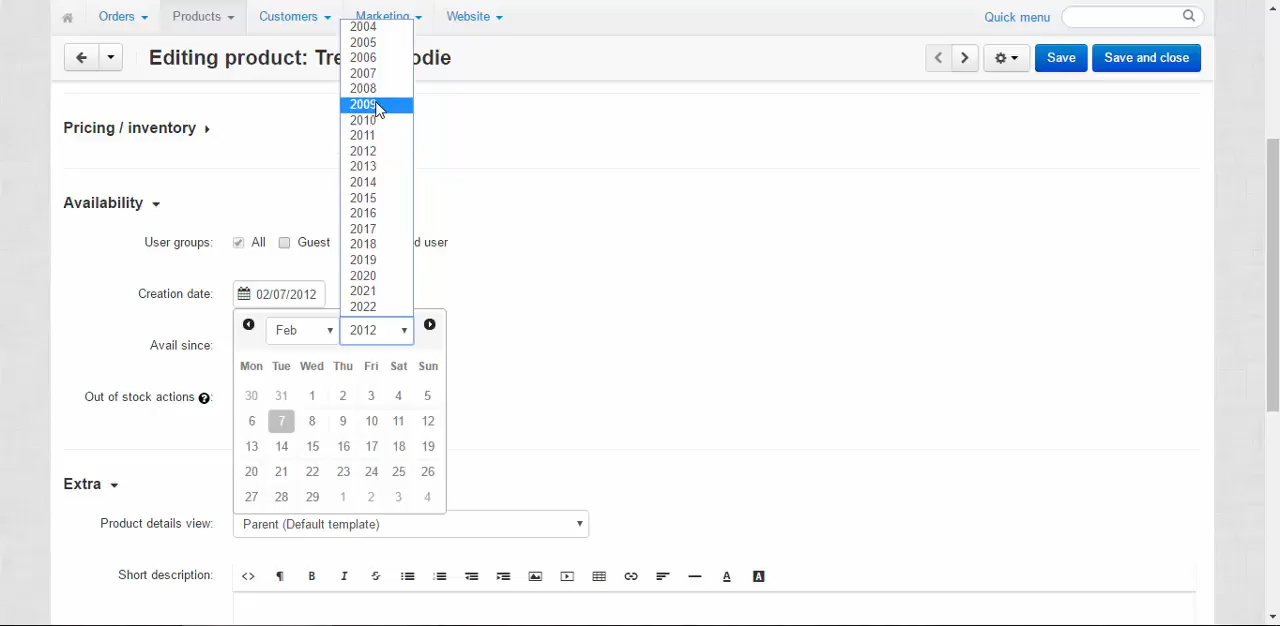 Orders Products Customers Marketing Website Quick menu
Editing product: Tre odie Save Save and close
2004
2005
2006
2007
2008
2009
2010
2011
2012
2013
2014
2015
2016
2017
2018
2019
2020
2021
2022
Pricing / inventory
Availability
User groups: All Guest d user
Creation date: 02/07/2012
Feb 2012
Avail since:
Mon Tue Wed Thu Fri Sat Sun
30 31 1 2 3 4 5
Out of stock actions ?:
6 7 8 9 10 11 12
13 14 15 16 17 18 19
20 21 22 23 24 25 26
27 28 29 1 2 3 4
Extra
Product details view: Parent (Default template)
Short description: